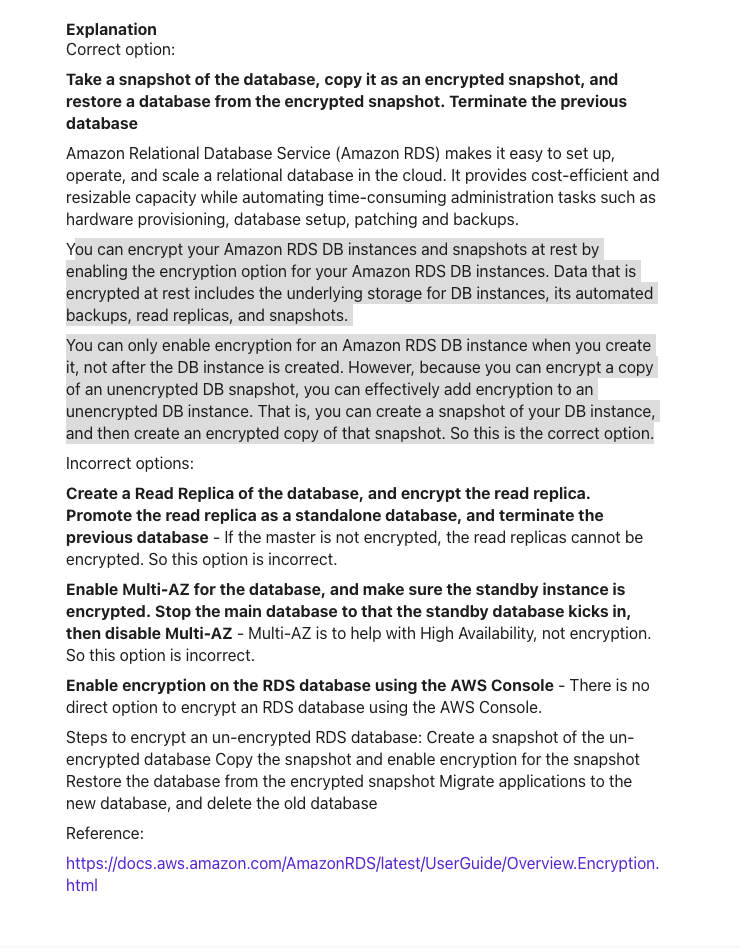 Explanation
Correct option:
Take a snapshot of the database, copy it as an encrypted snapshot, and
restore a database from the encrypted snapshot. Terminate the previous
database
Amazon Relational Database Service (Amazon RDS) makes it easy to set up,
operate, and scale a relational database in the cloud. It provides cost-efficient and
resizable capacity while automating time-consuming administration tasks such as
hardware provisioning, database setup, patching and backups.
You can encrypt your Amazon RDS DB instances and snapshots at rest by
enabling the encryption option for your Amazon RDS DB instances. Data that is
encrypted at rest includes the underlying storage for DB instances, its automated
backups, read replicas, and snapshots.
You can only enable encryption for an Amazon RDS DB instance when you create
it, not after the DB instance is created. However, because you can encrypt a copy
of an unencrypted DB snapshot, you can effectively add encryption to an
unencrypted DB instance. That is, you can create a snapshot of your DB instance,
and then create an encrypted copy of that snapshot. So this is the correct option.
Incorrect options:
Create a Read Replica of the database, and encrypt the read replica.
Promote the read replica as a standalone database, and terminate the
previous database - If the master is not encrypted, the read replicas cannot be
encrypted. So this option is incorrect.
Enable Multi-AZ for the database, and make sure the standby instance is
encrypted. Stop the main database to that the standby database kicks in,
then disable Multi-AZ - Multi-AZ is to help with High Availability, not encryption.
So this option is incorrect.
Enable encryption on the RDS database using the AWS Console - There is no
direct option to encrypt an RDS database using the AWS Console.
Steps to encrypt an un-encrypted RDS database: Create a snapshot of the un-
encrypted database Copy the snapshot and enable encryption for the snapshot
Restore the database from the encrypted snapshot Migrate applications to the
new database, and delete the old database
Reference:
https://docs.aws.amazon.com/AmazonRDS/latest/UserGuide/Overview.Encryption.
html